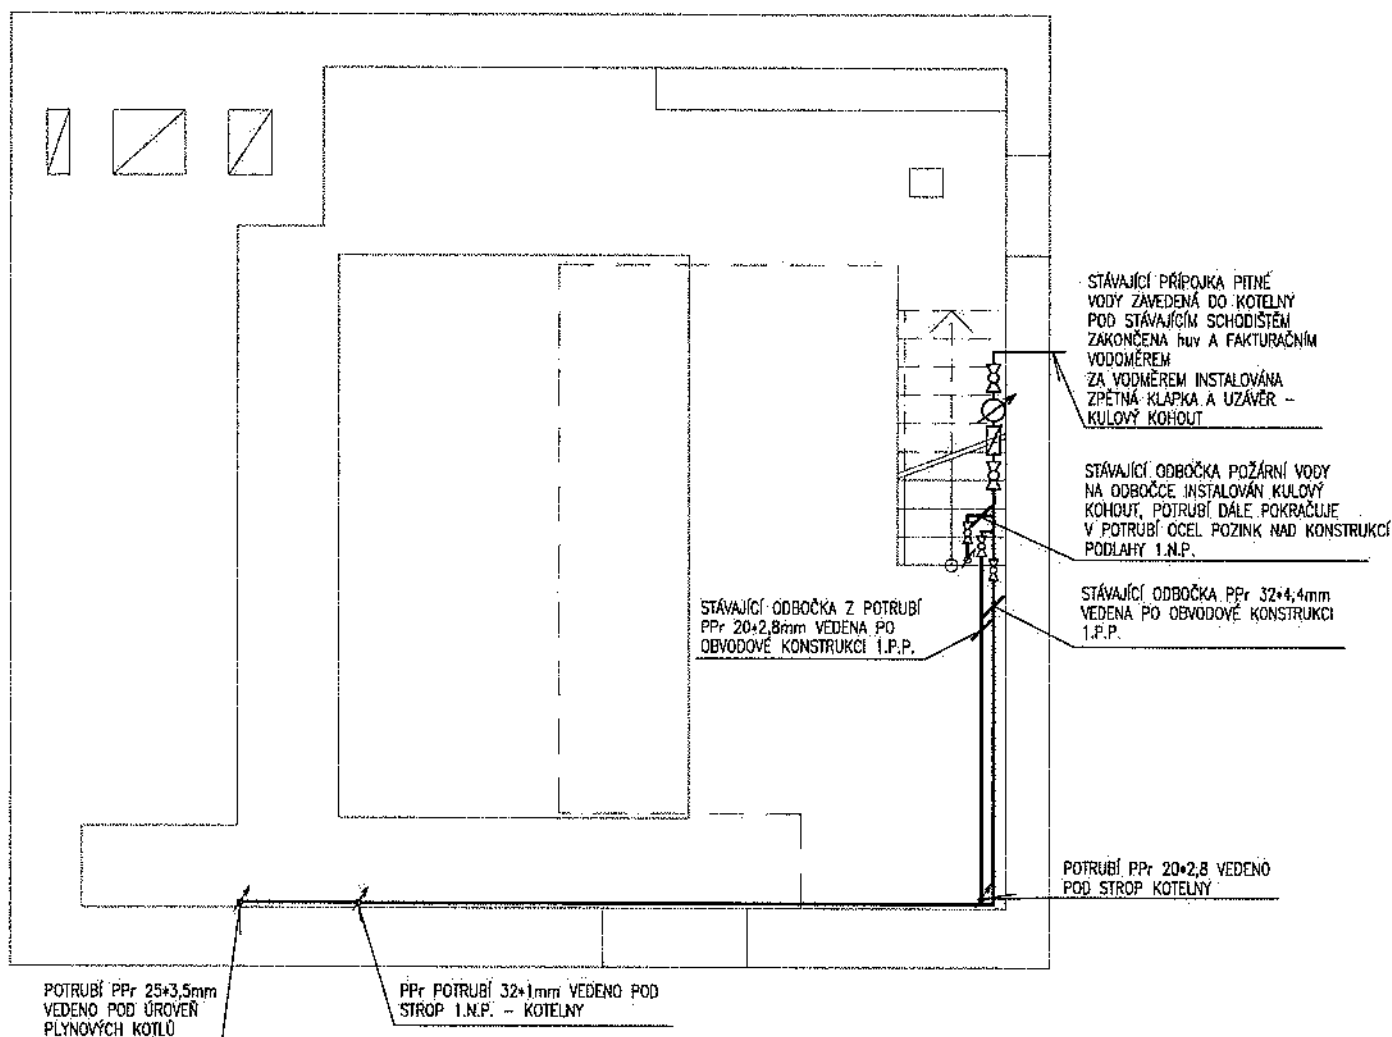 STÁVAJÍCÍ PŘÍPOJKA PITNÉ
VODY ZAVEDENÁ DO KOTELNY
POD STÁVAJÍCÍM SCHODIŠTĚM
ZAKONČENA huv A FAKTURAČNÍM
VODOMĚREM
ZA VODMĚREM INSTALOVÁNA
ZPĚTNÁ KLAPKA A UZÁVĚR –
KULOVÝ KOHOUT
STÁVAJÍCÍ ODBOČKA POŽÁRNÍ VODY
NA ODBOČCE INSTALOVÁN KULOVÝ
KOHOUT, POTRUBÍ DÁLE POKRAČUJE
V POTRUBÍ OCEL POZINK NAD KONSTRUKCÍ
PODLAHY 1.N.P.
STÁVAJÍCÍ ODBOČKA PPr 32*4,4mm
VEDENA PO OBVODOVÉ KONSTRUKCI
1.P.P.
STÁVAJÍCÍ ODBOČKA Z POTRUBÍ
PPr 20*2,8mm VEDENA PO
OBVODOVÉ KONSTRUKCI 1.P.P.
POTRUBÍ PPr 20*2,8 VEDENO
POD STROP KOTELNY
POTRUBÍ PPr 25*3,5mm
VEDENO POD ÚROVEŇ
PLYNOVÝCH KOTLŮ
PPr POTRUBÍ 32*1mm VEDENO POD
STROP 1.N.P. – KOTELNY